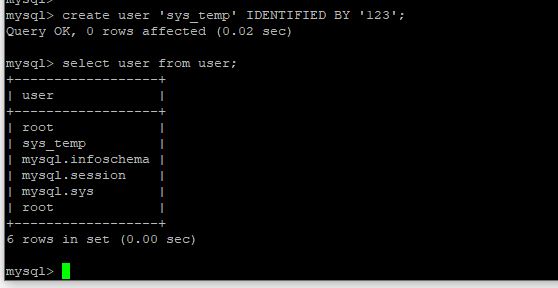 mysql>
mysql> create user 'sys_temp' IDENTIFIED BY '123';
Query OK, 0 rows affected (0.02 sec)
mysql> select user from user;
+------------------+
| user             |
+------------------+
| root             |
| sys_temp         |
| mysql.infoschema |
| mysql.session    |
| mysql.sys        |
| root             |
+------------------+
6 rows in set (0.00 sec)
mysql>